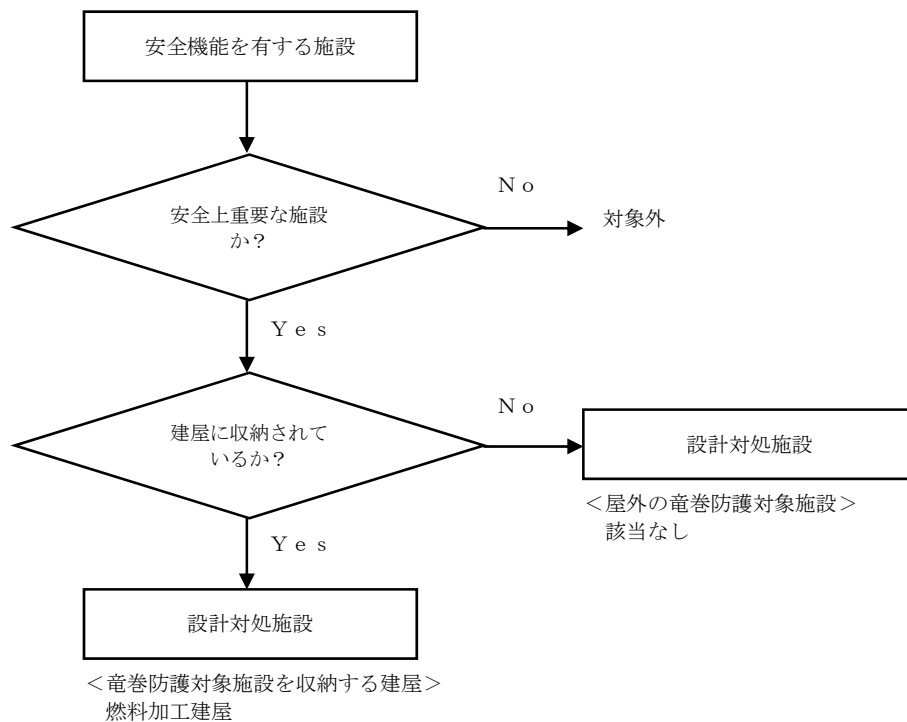 安全機能を有する施設
安全上重要な施設
か？
Ｎｏ
対象外
Ｙｅｓ
建屋に収納されて
いるか？
Ｎｏ
設計対処施設
＜屋外の竜巻防護対象施設＞
該当なし
Ｙｅｓ
設計対処施設
＜竜巻防護対象施設を収納する建屋＞
燃料加工建屋